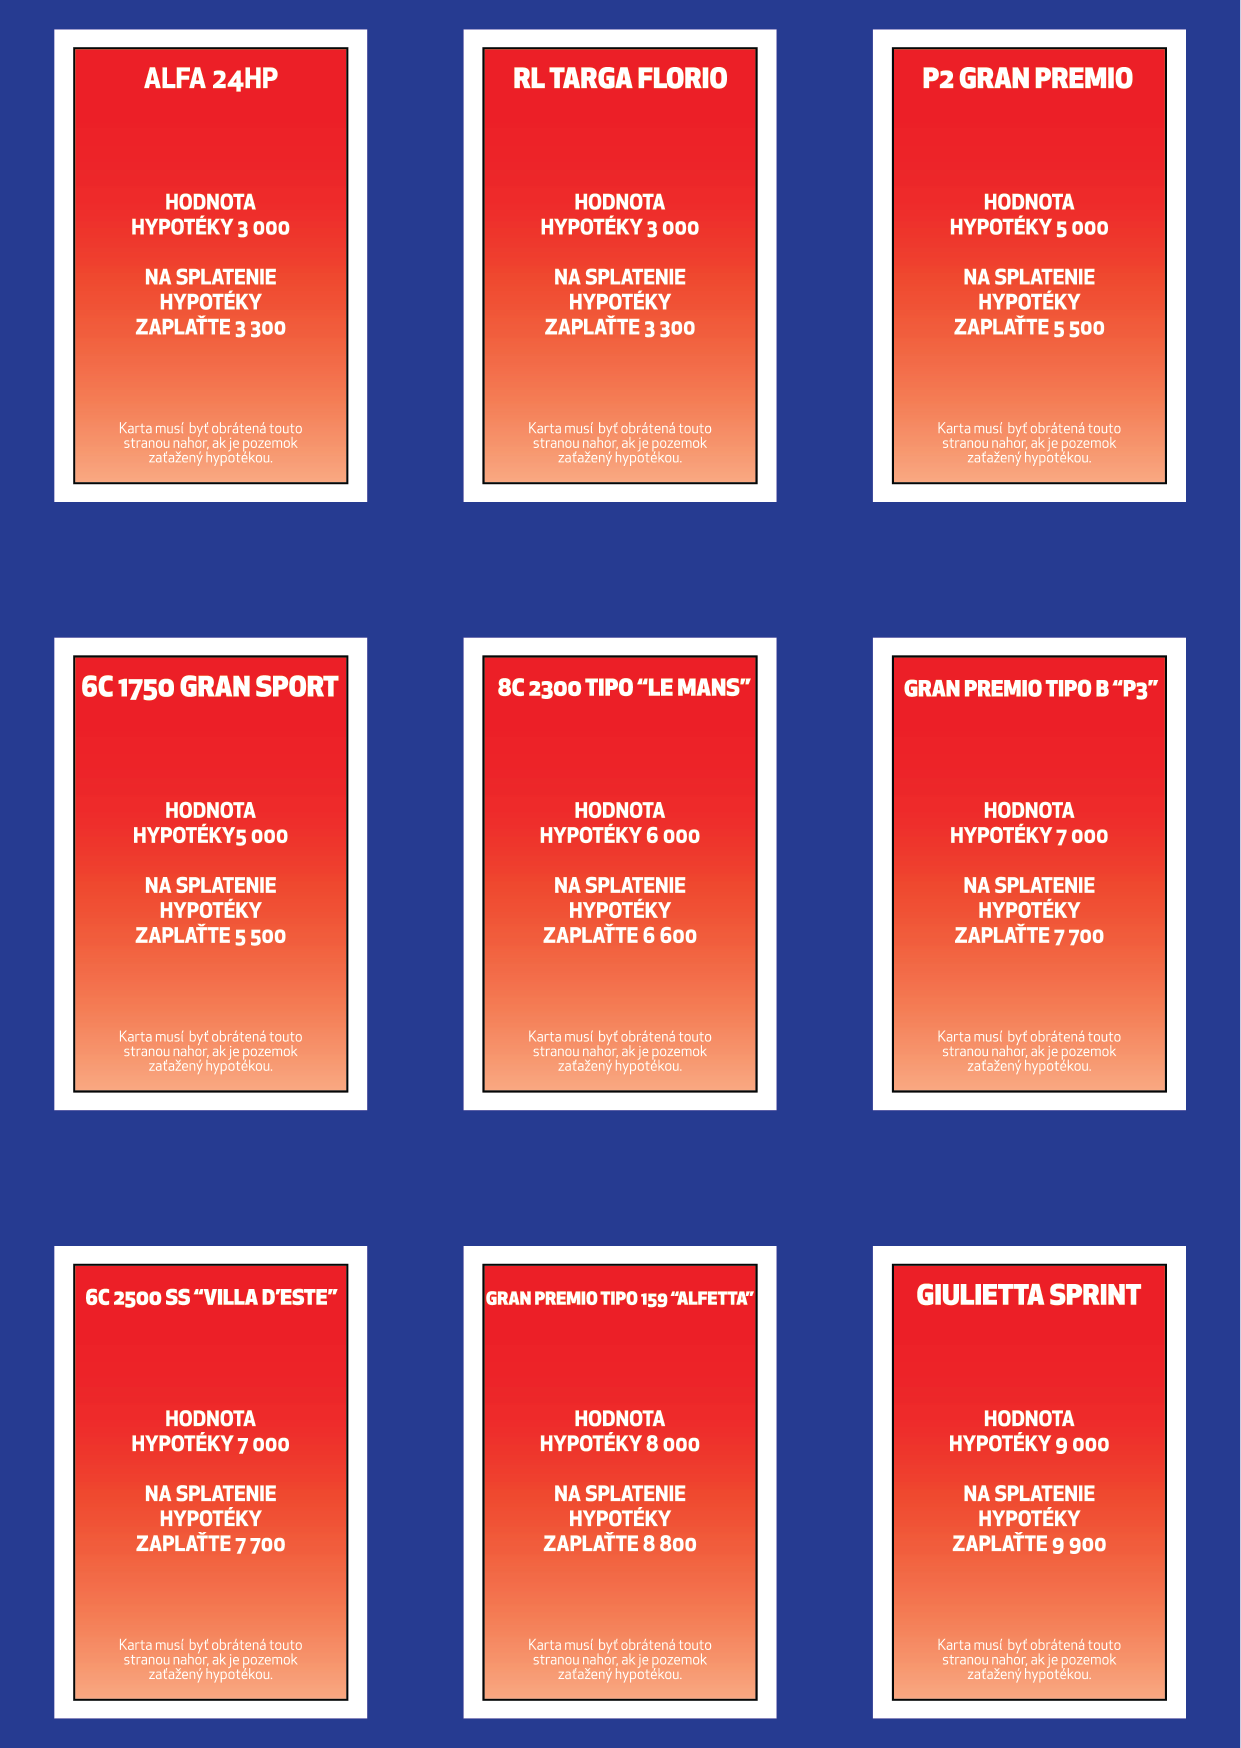 ALFA 24HP
HODNOTA
HYPOTÉKY 3 000
NA SPLATENIE
HYPOTÉKY
ZAPLAŤTE 3 300
Karta musí byť obrátená touto
stranou nahor, ak je pozemok
zaťažený hypotékou.
RL TARGA FLORIO
HODNOTA
HYPOTÉKY 3 000
NA SPLATENIE
HYPOTÉKY
ZAPLAŤTE 3 300
Karta musí byť obrátená touto
stranou nahor, ak je pozemok
zaťažený hypotékou.
P2 GRAN PREMIO
HODNOTA
HYPOTÉKY 5 000
NA SPLATENIE
HYPOTÉKY
ZAPLAŤTE 5 500
Karta musí byť obrátená touto
stranou nahor, ak je pozemok
zaťažený hypotékou.
6C 1750 GRAN SPORT
HODNOTA
HYPOTÉKY5 000
NA SPLATENIE
HYPOTÉKY
ZAPLAŤTE 5 500
Karta musí byť obrátená touto
stranou nahor, ak je pozemok
zaťažený hypotékou.
8C 2300 TIPO “LE MANS”
HODNOTA
HYPOTÉKY 6 000
NA SPLATENIE
HYPOTÉKY
ZAPLAŤTE 6 600
Karta musí byť obrátená touto
stranou nahor, ak je pozemok
zaťažený hypotékou.
GRAN PREMIO TIPO B “P3”
HODNOTA
HYPOTÉKY 7 000
NA SPLATENIE
HYPOTÉKY
ZAPLAŤTE 7 700
Karta musí byť obrátená touto
stranou nahor, ak je pozemok
zaťažený hypotékou.
6C 2500 SS “VILLA D’ESTE”
HODNOTA
HYPOTÉKY 7 000
NA SPLATENIE
HYPOTÉKY
ZAPLAŤTE 7 700
Karta musí byť obrátená touto
stranou nahor, ak je pozemok
zaťažený hypotékou.
GRAN PREMIO TIPO 159 “ALFETTA”
HODNOTA
HYPOTÉKY 8 000
NA SPLATENIE
HYPOTÉKY
ZAPLAŤTE 8 800
Karta musí byť obrátená touto
stranou nahor, ak je pozemok
zaťažený hypotékou.
GIULIETTA SPRINT
HODNOTA
HYPOTÉKY 9 000
NA SPLATENIE
HYPOTÉKY
ZAPLAŤTE 9 900
Karta musí byť obrátená touto
stranou nahor, ak je pozemok
zaťažený hypotékou.